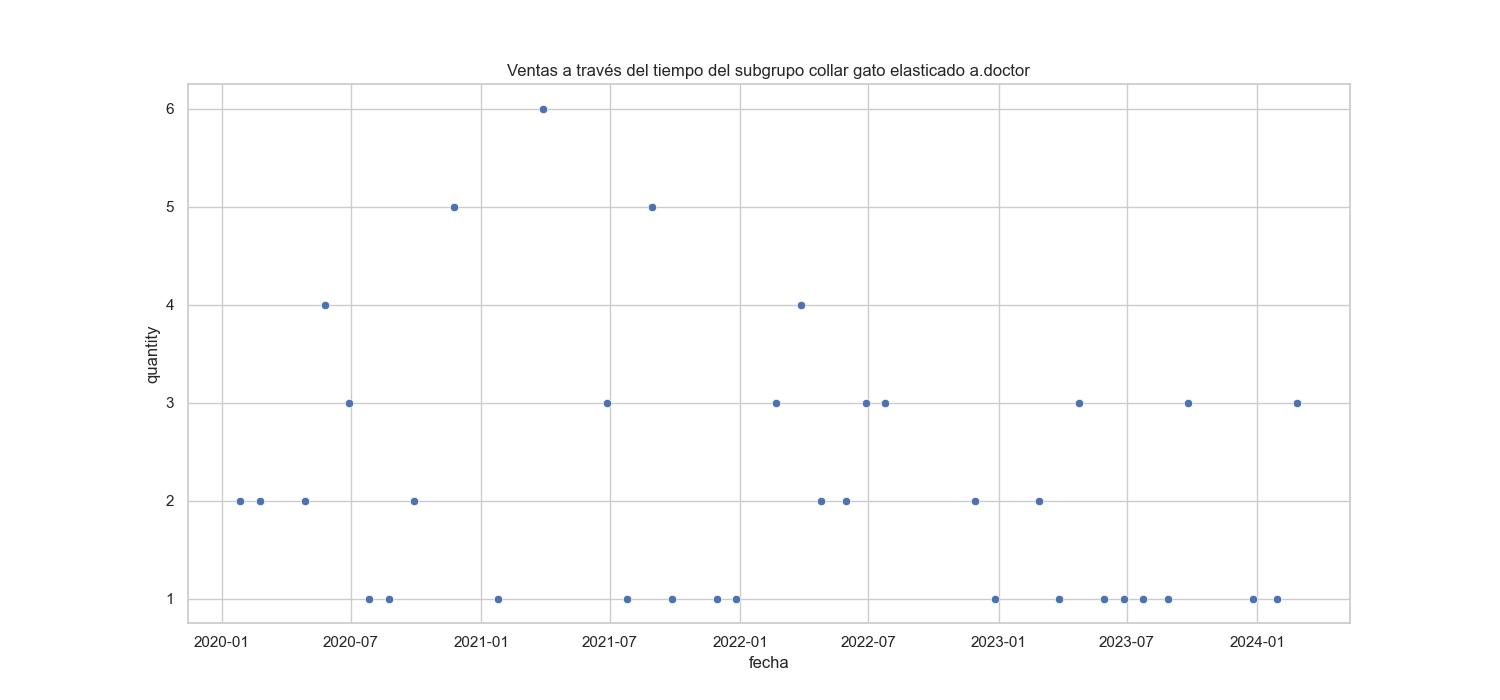 Ventas a través del tiempo del subgrupo collar gato elasticado a.doctor
6
5
4
3
2
1
quantity
2020-01 2020-07 2021-01 2021-07 2022-01 2022-07 2023-01 2023-07 2024-01
fecha